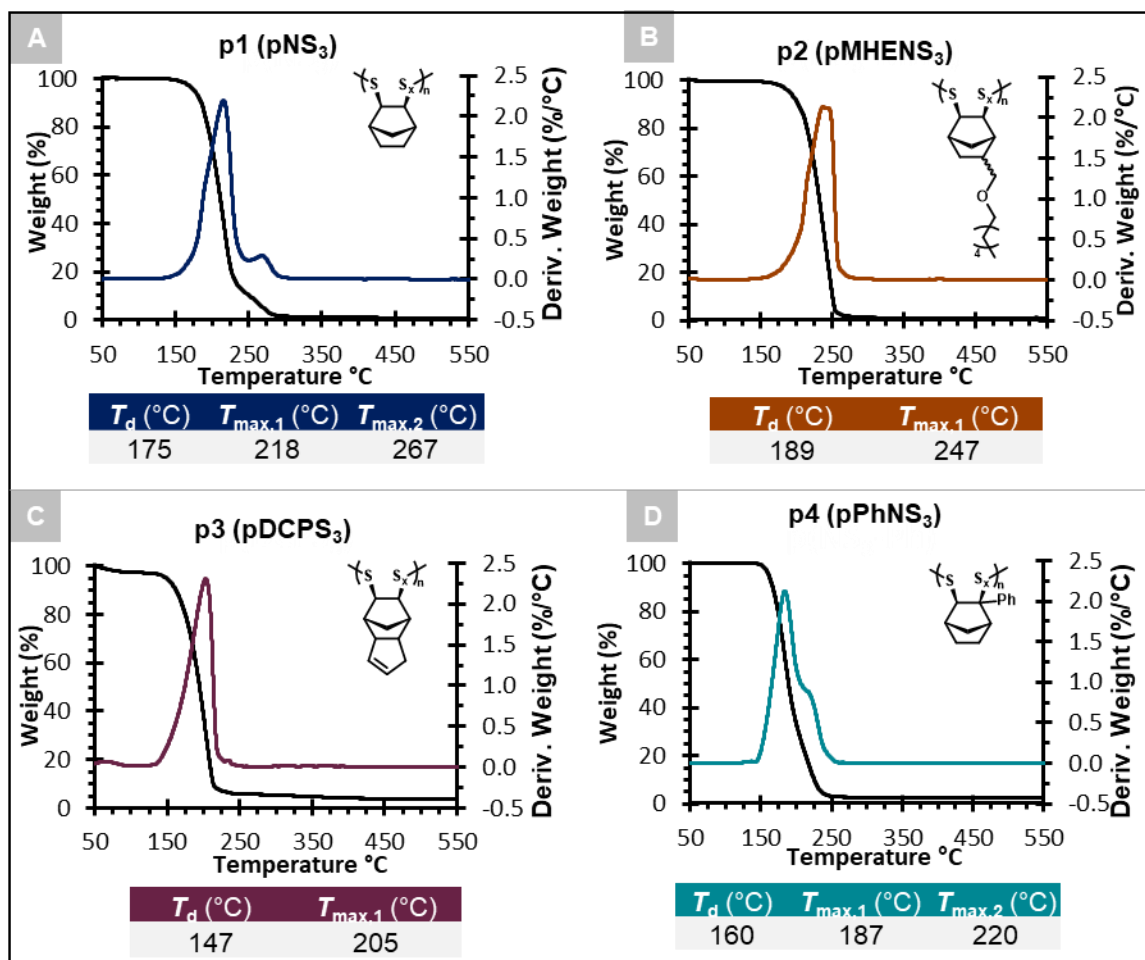 A
p1 (pNS3)
100
80
60
40
20
0
Weight (%)
2.5
2.0
1.5
1.0
0.5
0.0
-0.5
Deriv. Weight (%/°C)
S Sx n
50 150 250 350 450 550
Temperature °C
Td (°C) Tmax,1 (°C) Tmax,2 (°C)
175 218 267
B
p2 (pMHENS3)
100
80
60
40
20
0
Weight (%)
2.5
2.0
1.5
1.0
0.5
0.0
-0.5
Deriv. Weight (%/°C)
S Sx n
O
4
50 150 250 350 450 550
Temperature °C
Td (°C) Tmax,1 (°C)
189 247
C
p3 (pDCPS3)
100
80
60
40
20
0
Weight (%)
2.5
2.0
1.5
1.0
0.5
0.0
-0.5
Deriv. Weight (%/°C)
S Sx n
50 150 250 350 450 550
Temperature °C
Td (°C) Tmax,1 (°C)
147 205
D
p4 (pPhNS3)
100
80
60
40
20
0
Weight (%)
2.5
2.0
1.5
1.0
0.5
0.0
-0.5
Deriv. Weight (%/°C)
S Sx n
Ph
50 150 250 350 450 550
Temperature °C
Td (°C) Tmax,1 (°C) Tmax,2 (°C)
160 187 220